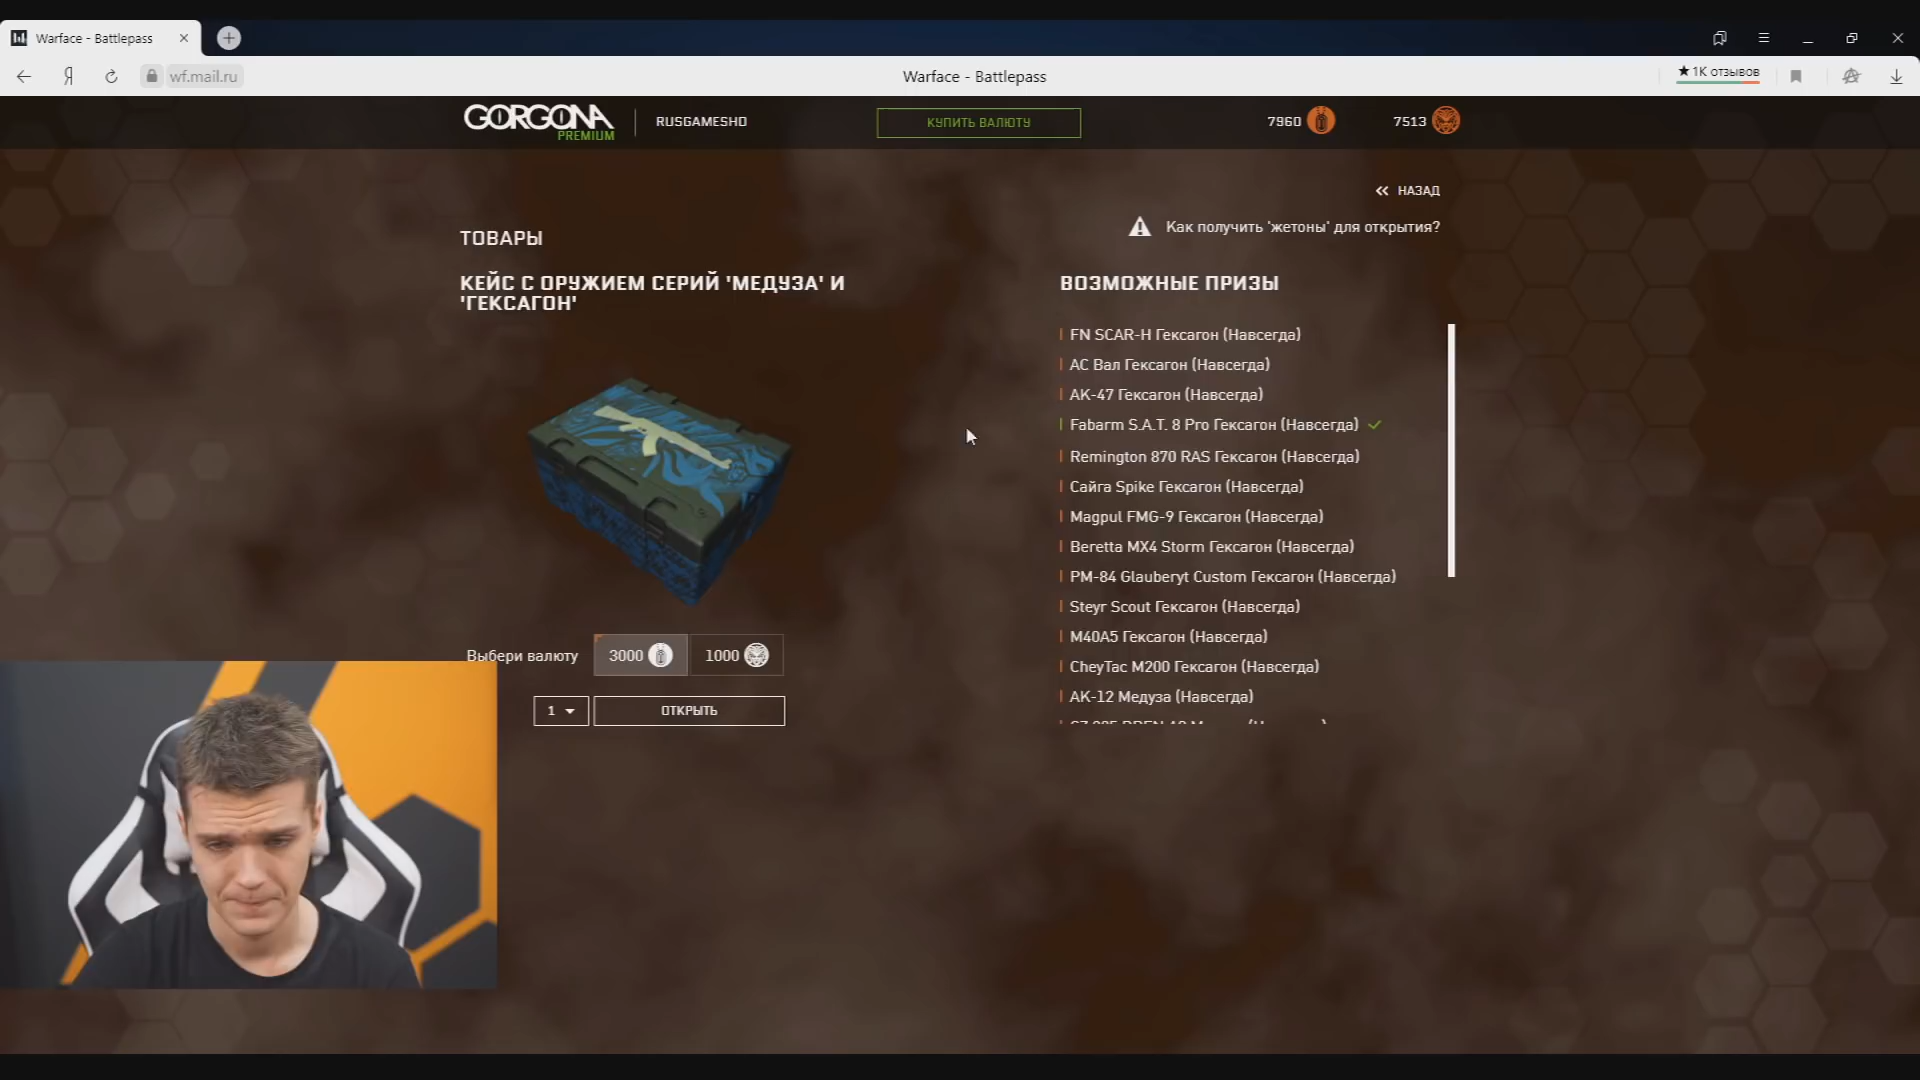 Warface - Battlepass
Я
wf.mail.ru
Warface - Battlepass
★ 1К отзывов
GORGONA
PREMIUM
RUSGAMESHD
КУПИТЬ ВАЛЮТУ
7960
7513
« НАЗАД
Как получить 'жетоны' для открытия?
ТОВАРЫ
КЕЙС С ОРУЖИЕМ СЕРИЙ 'МЕДУЗА' И
'ГЕКСАГОН'
ВОЗМОЖНЫЕ ПРИЗЫ
FN SCAR-H Гексагон (Навсегда)
АС Вал Гексагон (Навсегда)
АК-47 Гексагон (Навсегда)
Fabarm S.A.T. 8 Pro Гексагон (Навсегда)
Remington 870 RAS Гексагон (Навсегда)
Сайга Spike Гексагон (Навсегда)
Magpul FMG-9 Гексагон (Навсегда)
Beretta MX4 Storm Гексагон (Навсегда)
PM-84 Glauberyt Custom Гексагон (Навсегда)
Steyr Scout Гексагон (Навсегда)
M40A5 Гексагон (Навсегда)
CheyTac M200 Гексагон (Навсегда)
АК-12 Медуза (Навсегда)
Выбери валюту
3000
1000
1
ОТКРЫТЬ